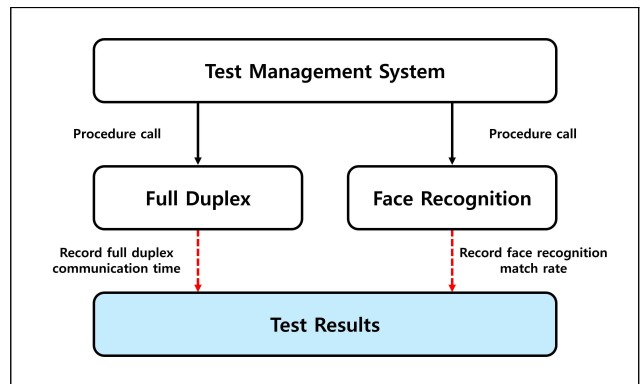 Test Management System
Procedure call
Procedure call
Full Duplex
Face Recognition
Record full duplex
communication time
Record face recognition
match rate
Test Results